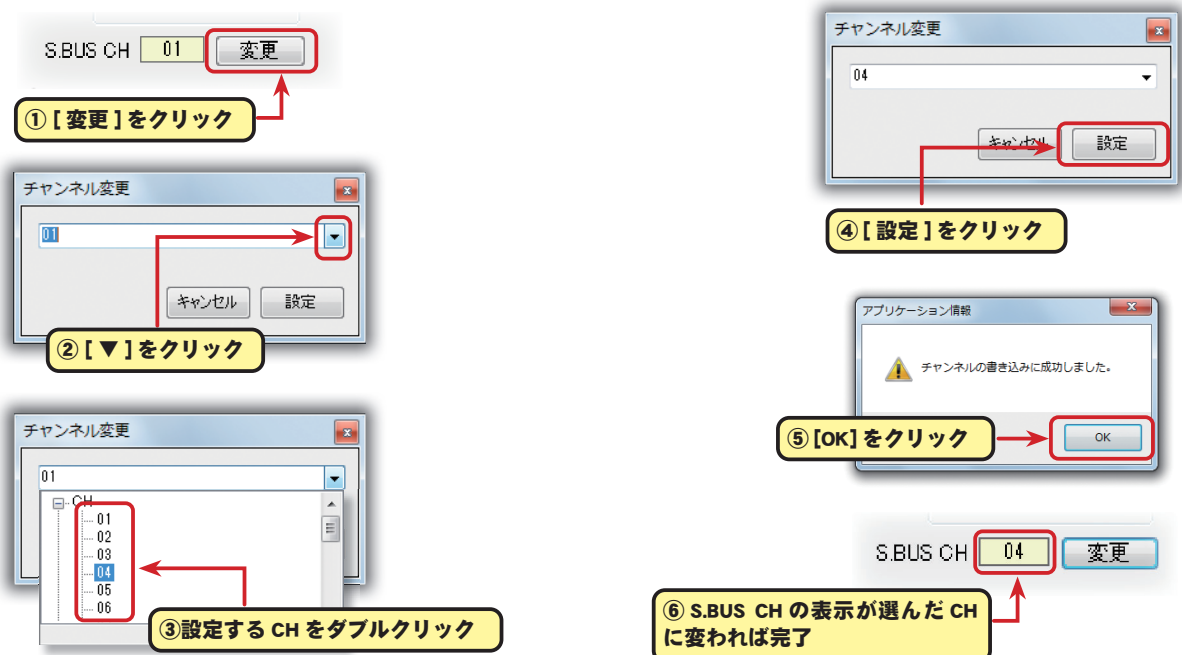 S.BUS CH 01 変更
① [ 変更 ] をクリック
チャンネル変更
01
キャンセル 設定
② [ ▼ ] をクリック
チャンネル変更
01
CH
01
02
03
04
05
06
③設定する CH をダブルクリック
チャンネル変更
04
キャンセル 設定
④ [ 設定 ] をクリック
アプリケーション情報
チャンネルの書き込みに成功しました。
OK
⑤ [OK] をクリック
S.BUS CH 04 変更
⑥ S.BUS CH の表示が選んだ CH
に変われば完了